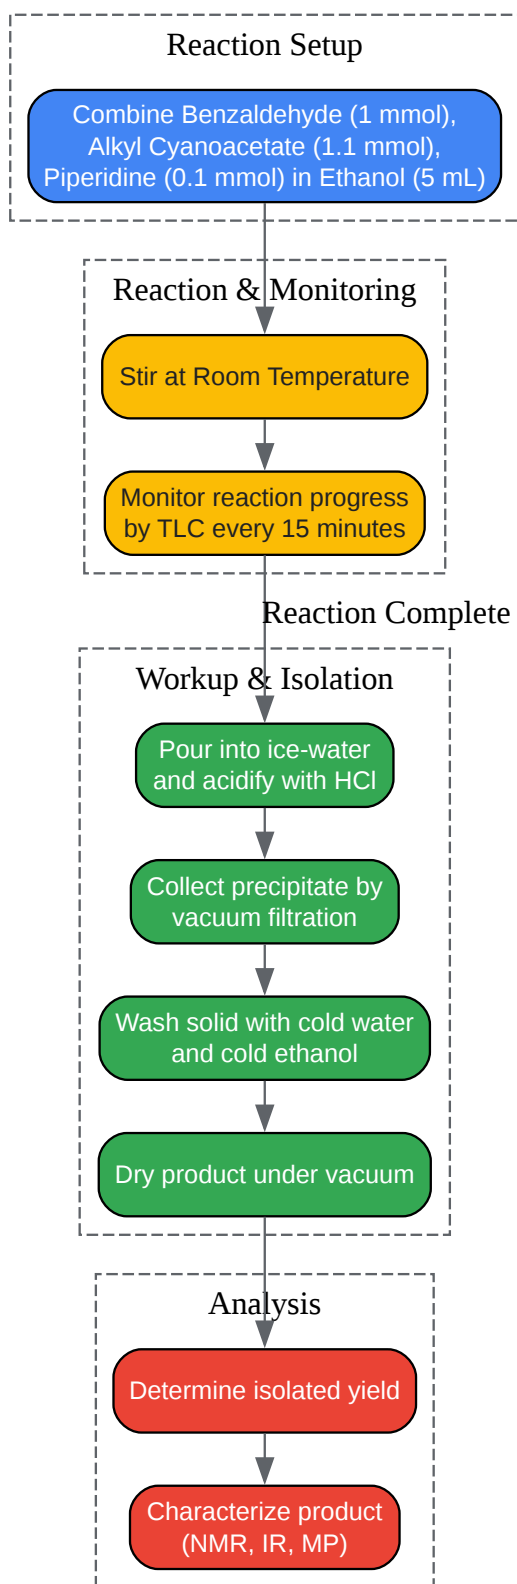 Reaction Setup
Combine Benzaldehyde (1 mmol),
Alkyl Cyanoacetate (1.1 mmol),
Piperidine (0.1 mmol) in Ethanol (5 mL)
Reaction & Monitoring
Stir at Room Temperature
Monitor reaction progress
by TLC every 15 minutes
Reaction Complete
Workup & Isolation
Pour into ice-water
and acidify with HCl
Collect precipitate by
vacuum filtration
Wash solid with cold water
and cold ethanol
Dry product under vacuum
Analysis
Determine isolated yield
Characterize product
(NMR, IR, MP)